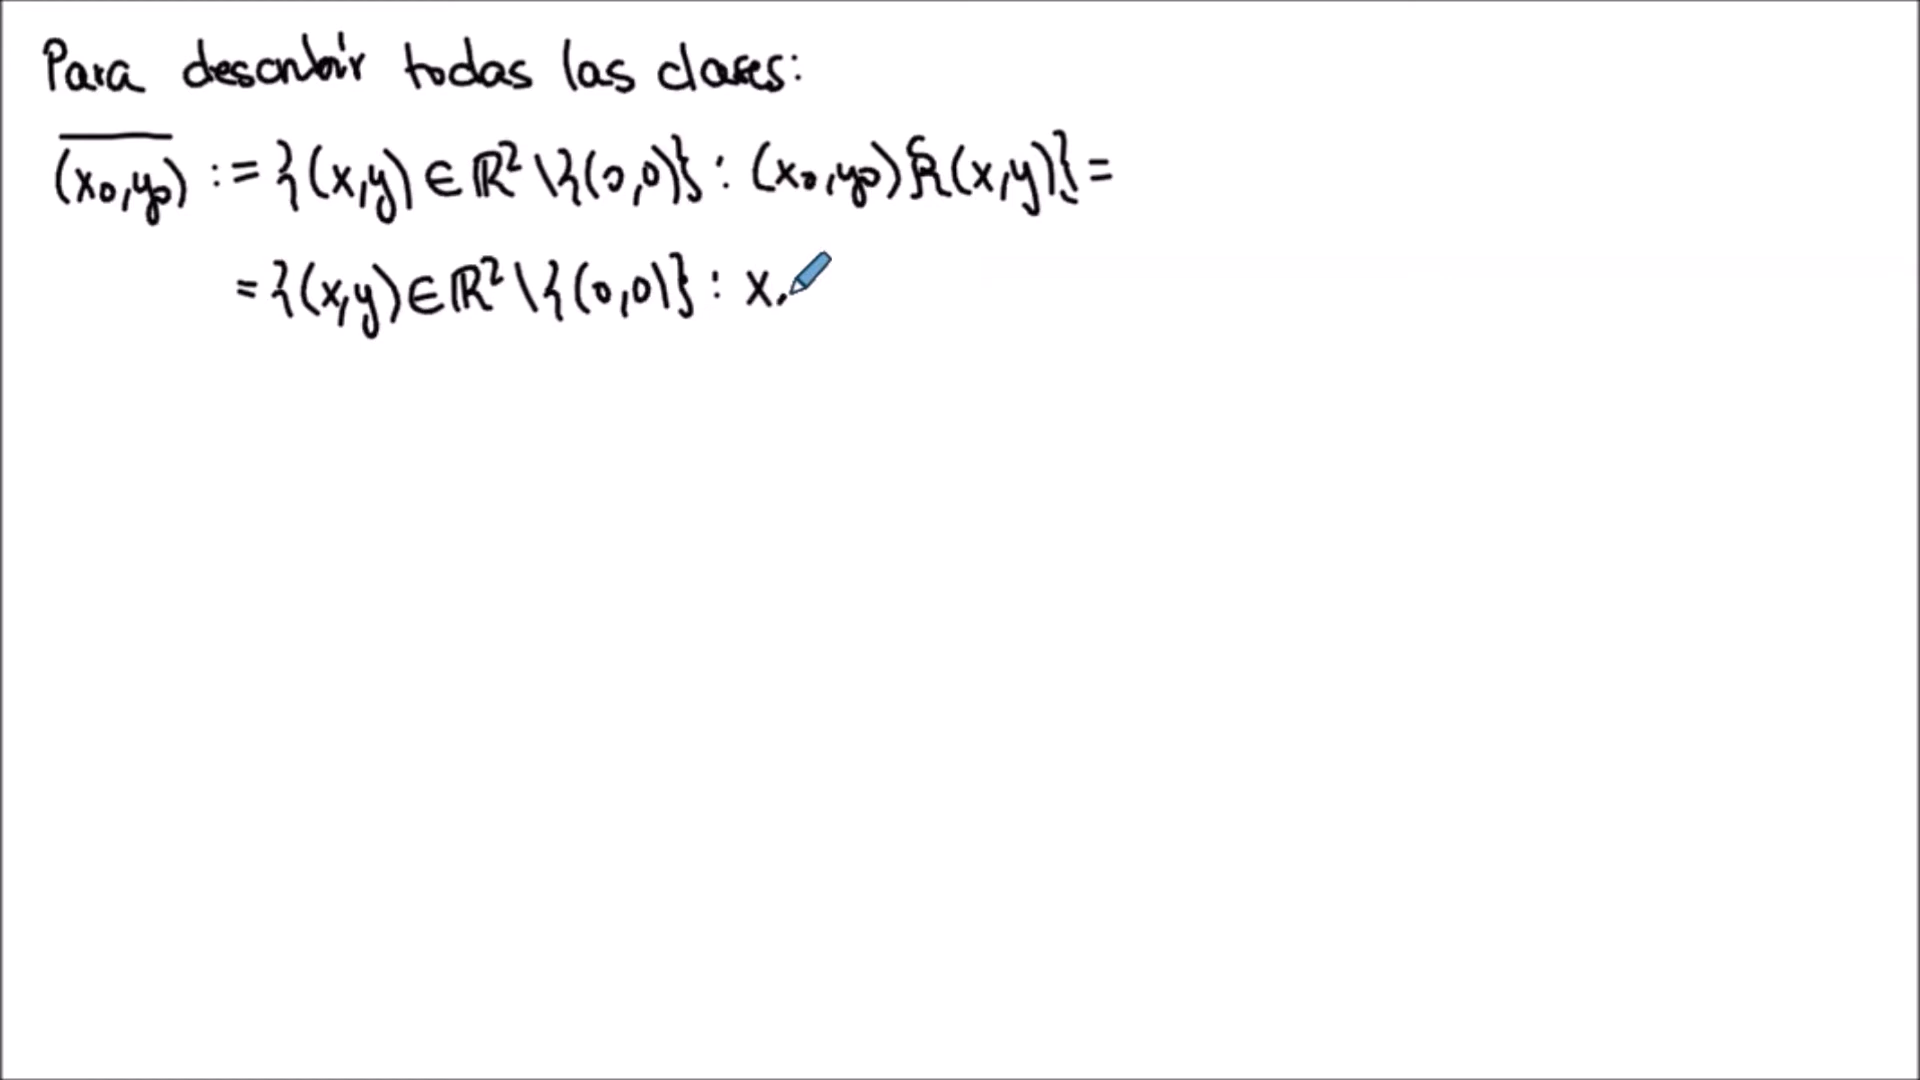 Para describir todas las clases:
(x₀,y₀) := {(x,y) ∈ ℝ² \ {(0,0)} : (x₀,y₀) ℛ (x,y)} =
= {(x,y) ∈ ℝ² \ {(0,0)} : x